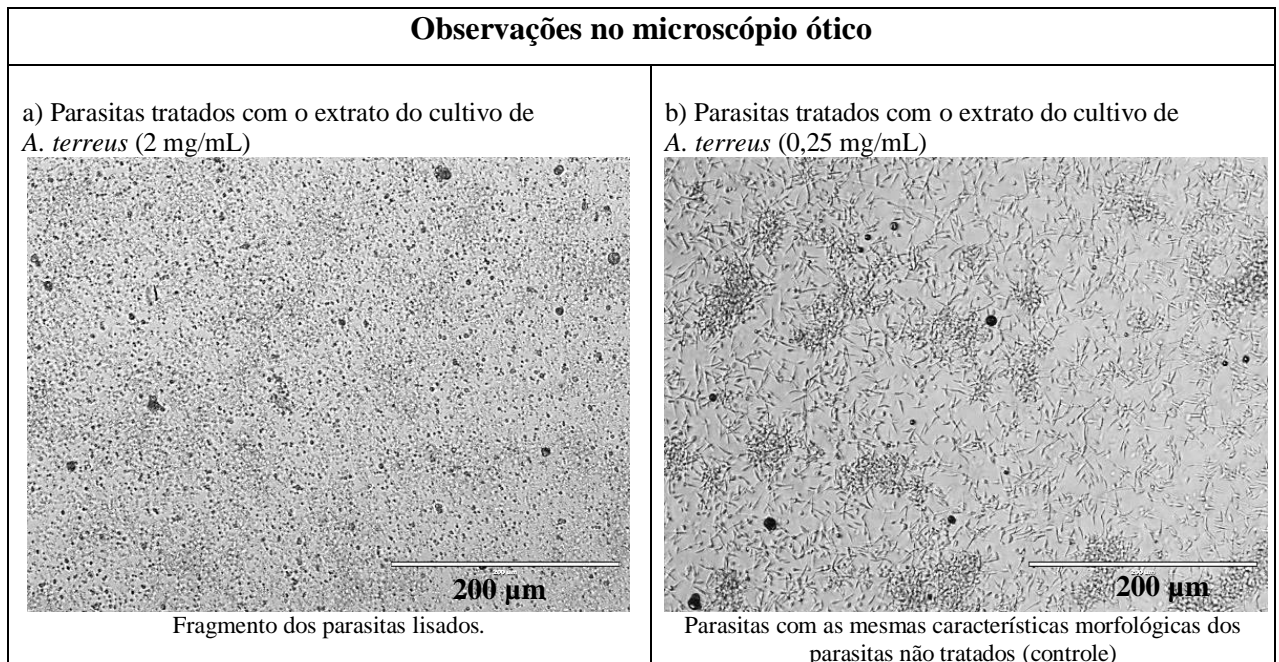 Observações no microscópio ótico
a) Parasitas tratados com o extrato do cultivo de
A. terreus (2 mg/mL)
200 µm
Fragmento dos parasitas lisados.
b) Parasitas tratados com o extrato do cultivo de
A. terreus (0,25 mg/mL)
200 µm
Parasitas com as mesmas características morfológicas dos
parasitas não tratados (controle)